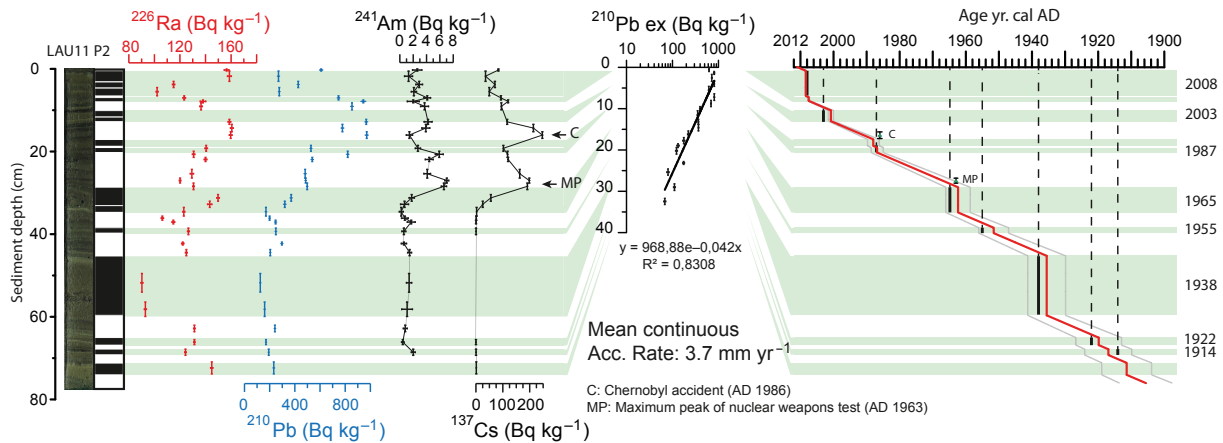 ²²⁶Ra (Bq kg⁻¹)
²⁴¹Am (Bq kg⁻¹)
²¹⁰Pb ex (Bq kg⁻¹)
Age yr. cal AD
LAU11 P2
80 120 160
0 2 4 6 8
10 100 1000
2012 2000 1980 1960 1940 1920 1900
Sediment depth (cm)
0
20
40
60
80
0
10
20
30
40
C
MP
C
MP
2008
2003
1987
1965
1955
1938
1922
1914
y = 968,88e–0,042x
R² = 0,8308
Mean continuous
Acc. Rate: 3.7 mm yr⁻¹
C: Chernobyl accident (AD 1986)
MP: Maximum peak of nuclear weapons test (AD 1963)
0 400 800
0 100 200
²¹⁰Pb (Bq kg⁻¹)
¹³⁷Cs (Bq kg⁻¹)